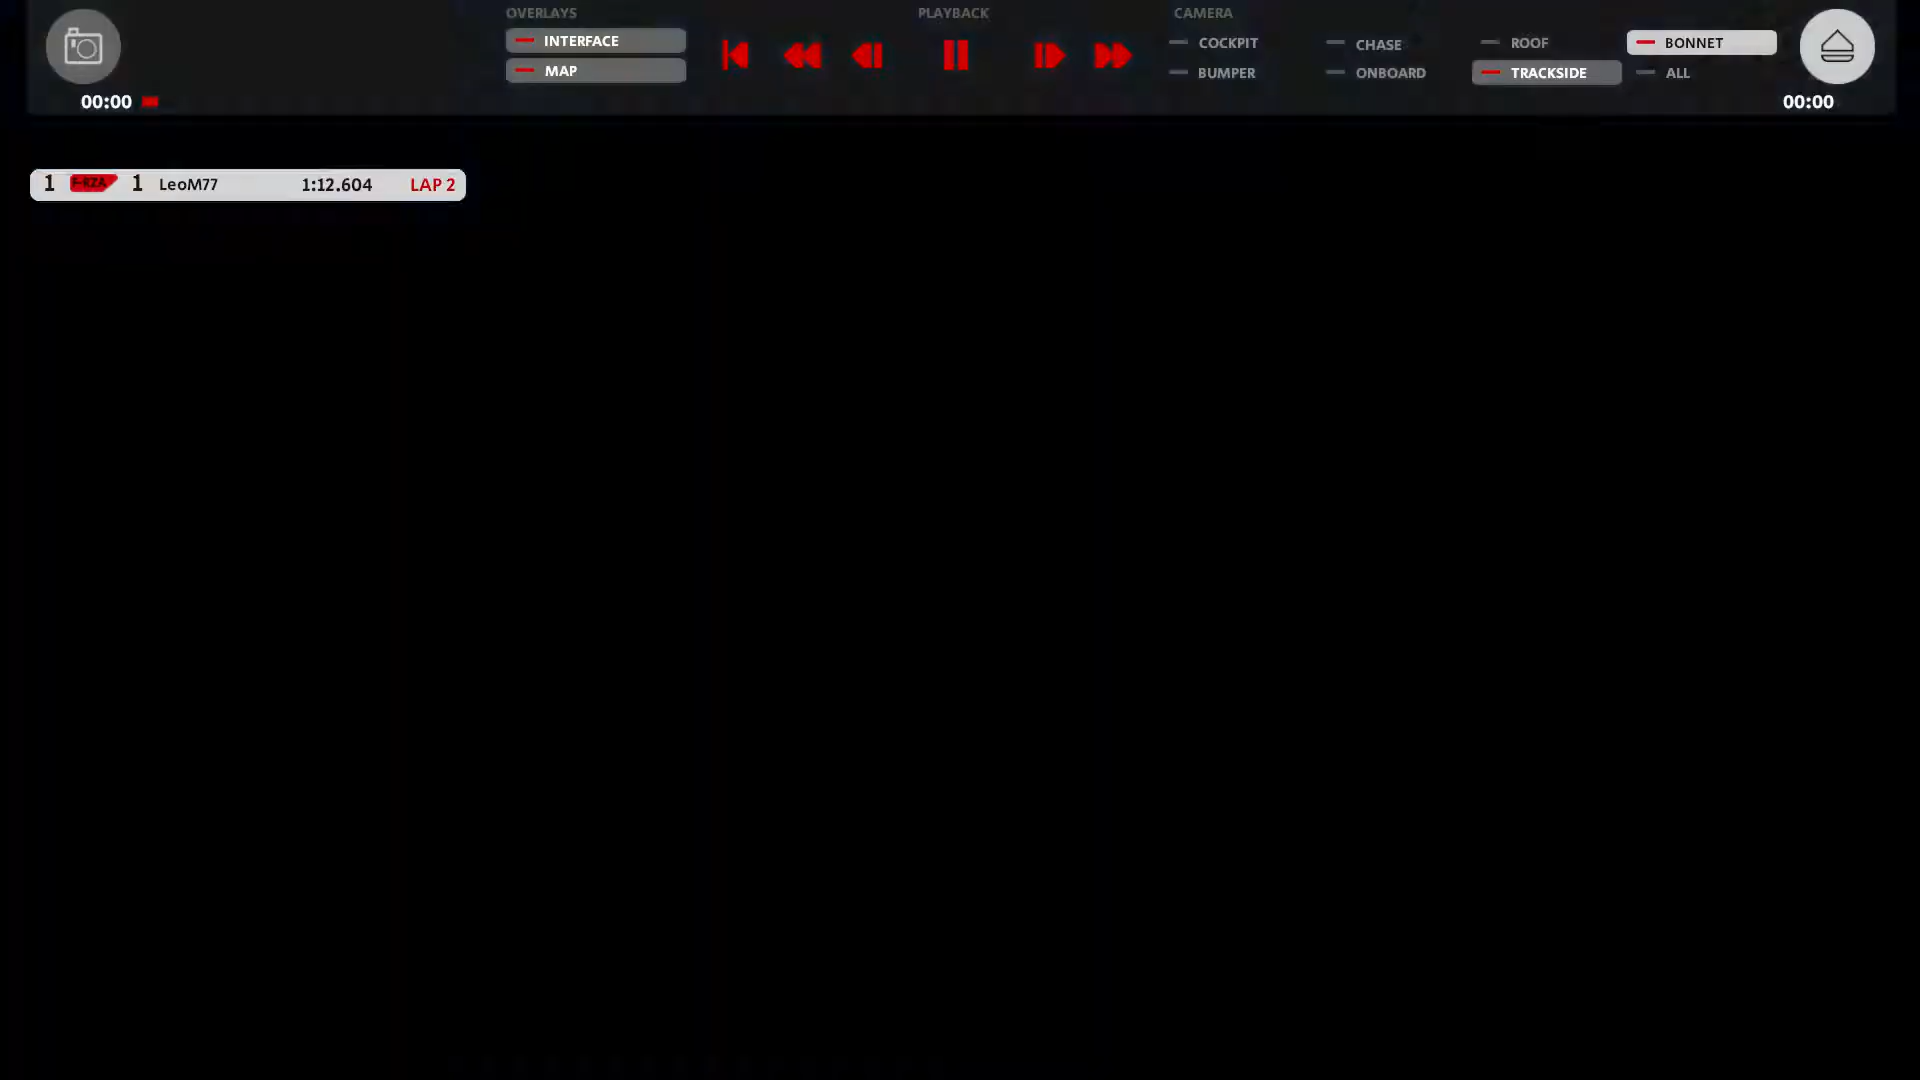 OVERLAYS PLAYBACK CAMERA
INTERFACE COCKPIT CHASE ROOF BONNET
MAP BUMPER ONBOARD TRACKSIDE ALL
00:00 00:00
1 F-RZA 1 LeoM77 1:12.604 LAP 2